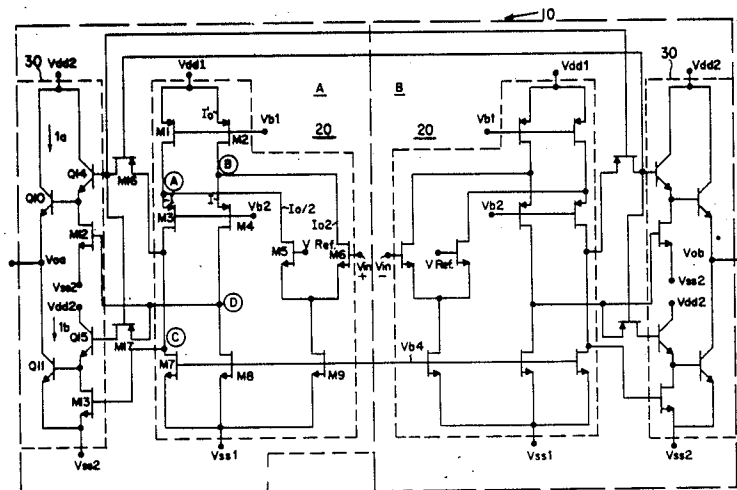 10
30
Vdd2
Vdd1
A
B
Vdd1
30
Vdd2
1a
Io
20
20
M1
M2
Vb1
Vb1
Q14
M16
B
A
Q10
I
Io/2
Vb2
Vb2
M3
M4
Io2
M12
M5
V Ref.
M6
Vin
+
Vin
-
V Ref.
Voa
Vob
Vss2
Vss2
Vdd2
D
Vdd2
1b
Q15
M17
C
Vb4
Q11
M7
M8
M9
M13
Vss2
Vss1
Vss1
Vss2